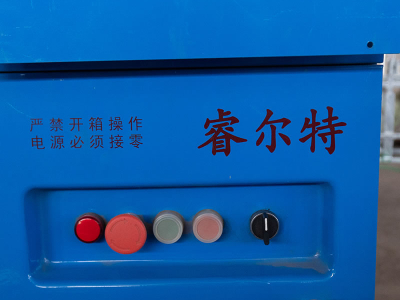 严禁开箱操作
电源必须接零
睿尔特